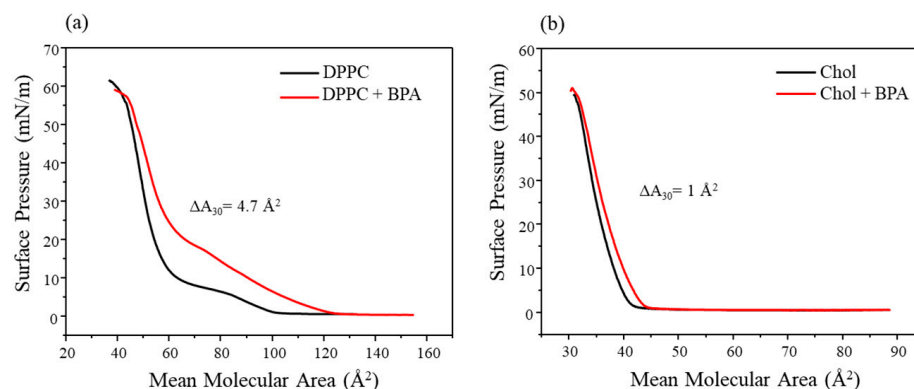 (a)
70
60
50
40
30
20
10
0
Surface Pressure (mN/m)
DPPC
DPPC + BPA
ΔA₃₀= 4.7 Å²
20 40 60 80 100 120 140 160
Mean Molecular Area (Å²)
(b)
60
50
40
30
20
10
0
Surface Pressure (mN/m)
Chol
Chol + BPA
ΔA₃₀= 1 Å²
30 40 50 60 70 80 90
Mean Molecular Area (Å²)